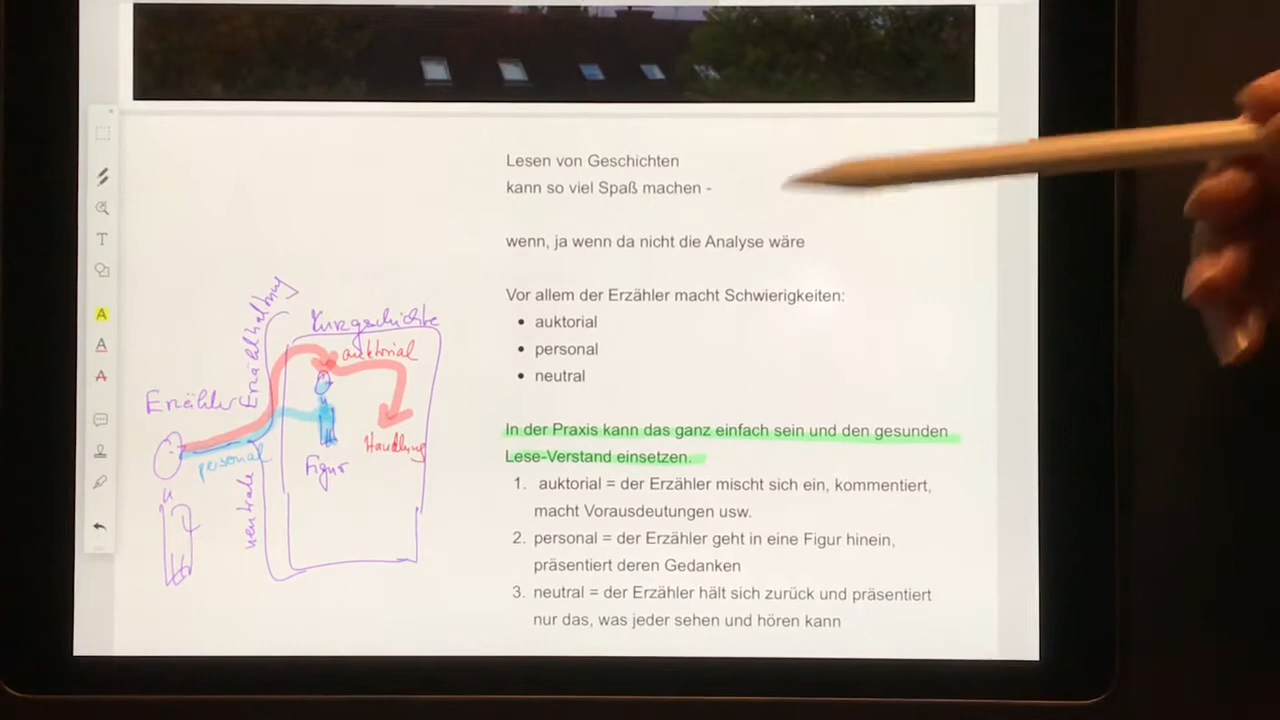 Lesen von Geschichten
kann so viel Spaß machen -
wenn, ja wenn da nicht die Analyse wäre
Vor allem der Erzähler macht Schwierigkeiten:
• auktorial
• personal
• neutral
In der Praxis kann das ganz einfach sein und den gesunden
Lese-Verstand einsetzen.
1. auktorial = der Erzähler mischt sich ein, kommentiert,
macht Vorausdeutungen usw.
2. personal = der Erzähler geht in eine Figur hinein,
präsentiert deren Gedanken
3. neutral = der Erzähler hält sich zurück und präsentiert
nur das, was jeder sehen und hören kann
Erzählhaltung
Kurzgeschichte
auktorial
Erzähler
personal
Handlung
Figur
neutrale
T
A
A
A